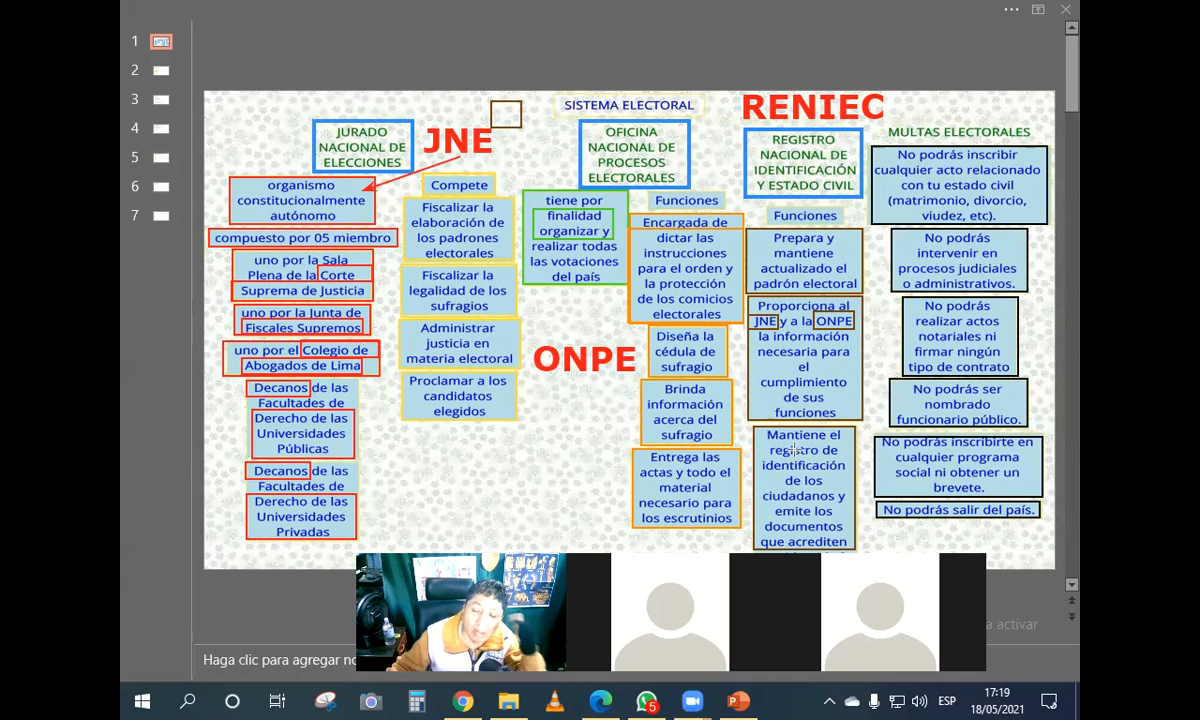 1
2
3
4
5
6
7
SISTEMA ELECTORAL
JURADO
NACIONAL DE
ELECCIONES
JNE
organismo
constitucionalmente
autónomo
compuesto por 05 miembro
uno por la Sala
Plena de la Corte
Suprema de Justicia
uno por la Junta de
Fiscales Supremos
uno por el Colegio de
Abogados de Lima
Decanos de las
Facultades de
Derecho de las
Universidades
Públicas
Decanos de las
Facultades de
Derecho de las
Universidades
Privadas
Compete
Fiscalizar la
elaboración de
los padrones
electorales
Fiscalizar la
legalidad de los
sufragios
Administrar
justicia en
materia electoral
Proclamar a los
candidatos
elegidos
OFICINA
NACIONAL DE
PROCESOS
ELECTORALES
ONPE
tiene por
finalidad
organizar y
realizar todas
las votaciones
del país
Funciones
Encargada de
dictar las
instrucciones
para el orden y
la protección
de los comicios
electorales
Diseña la
cédula de
sufragio
Brinda
información
acerca del
sufragio
Entrega las
actas y todo el
material
necesario para
los escrutinios
RENIEC
REGISTRO
NACIONAL DE
IDENTIFICACIÓN
Y ESTADO CIVIL
Funciones
Prepara y
mantiene
actualizado el
padrón electoral
Proporciona al
JNE y a la ONPE
la información
necesaria para
el
cumplimiento
de sus
funciones
Mantiene el
registro de
identificación
de los
ciudadanos y
emite los
documentos
que acrediten
MULTAS ELECTORALES
No podrás inscribir
cualquier acto relacionado
con tu estado civil
(matrimonio, divorcio,
viudez, etc).
No podrás
intervenir en
procesos judiciales
o administrativos.
No podrás
realizar actos
notariales ni
firmar ningún
tipo de contrato
No podrás ser
nombrado
funcionario público.
No podrás inscribirte en
cualquier programa
social ni obtener un
brevete.
No podrás salir del país.
a activar
Haga clic para agregar no
5
ESP
17:19
18/05/2021